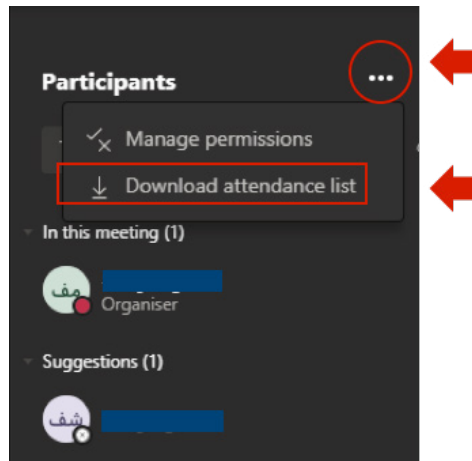 Participants
Manage permissions
Download attendance list
In this meeting (1)
مف
Organiser
Suggestions (1)
شف